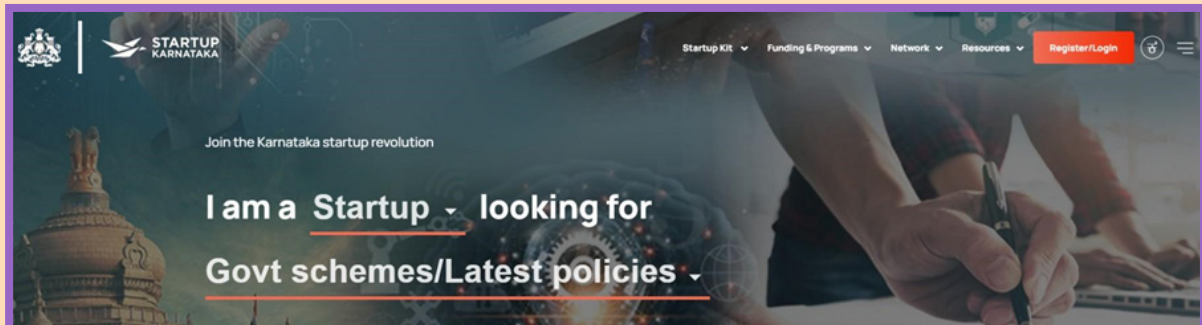 STARTUP
KARNATAKA
Startup Kit
Funding & Programs
Network
Resources
Register/Login
Join the Karnataka startup revolution
I am a Startup looking for
Govt schemes/Latest policies